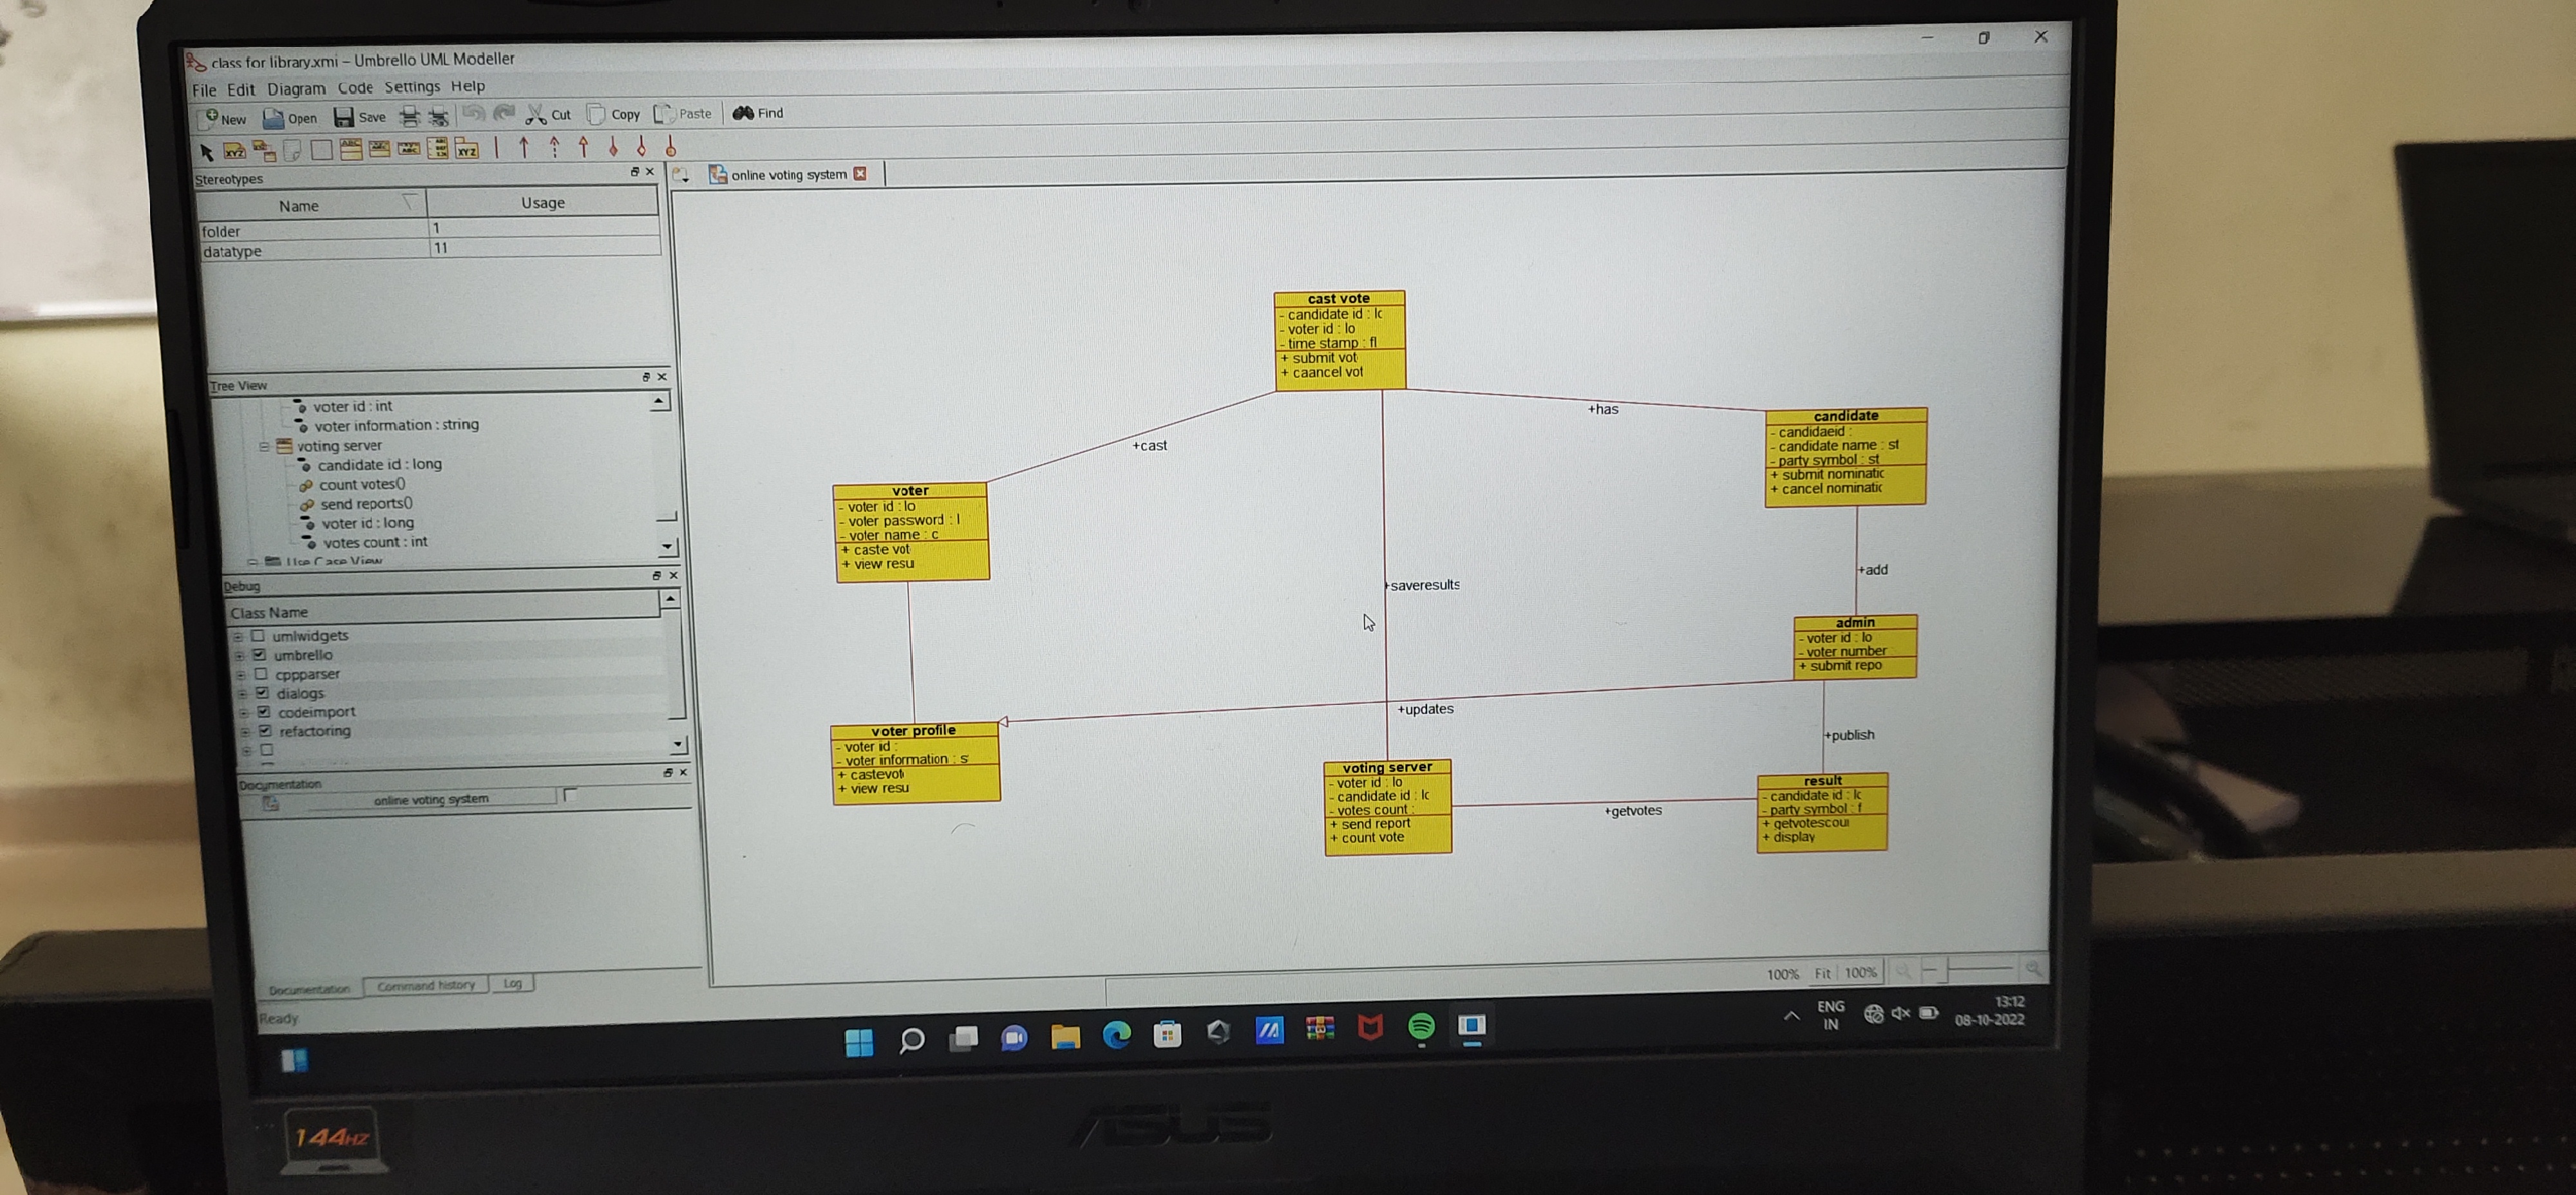 class for library.xmi – Umbrello UML Modeller
File Edit Diagram Code Settings Help
New Open Save Cut Copy Paste Find
Stereotypes
Name Usage
folder 1
datatype 11
Tree View
voter id : int
voter information : string
voting server
candidate id : long
count votes()
send reports()
voter id : long
votes count : int
Use Case View
Debug
Class Name
umlwidgets
umbrello
cppparser
dialogs
codeimport
refactoring
Documentation
online voting system
Documentation Command history Log
Ready
online voting system
cast vote
- candidate id : lc
- voter id : lo
- time stamp : fl
+ submit vot
+ caancel vot
+cast
+has
candidate
- candidaeid :
- candidate name : st
- party symbol : st
+ submit nominatic
+ cancel nominatic
voter
- voter id : lo
- voter password : l
- voter name : c
+ caste vot
+ view resu
+saveresults
+add
admin
- voter id : lo
- voter number
+ submit repo
+updates
+publish
voter profile
- voter id :
- voter information : s
+ castevot
+ view resu
voting server
- voter id : lo
- candidate id : lc
- votes count :
+ send report
+ count vote
+getvotes
result
- candidate id : lc
- party symbol : f
+ getvotescoui
+ display
100% Fit 100%
ENG
IN
13:12
08-10-2022
144HZ
ASUS